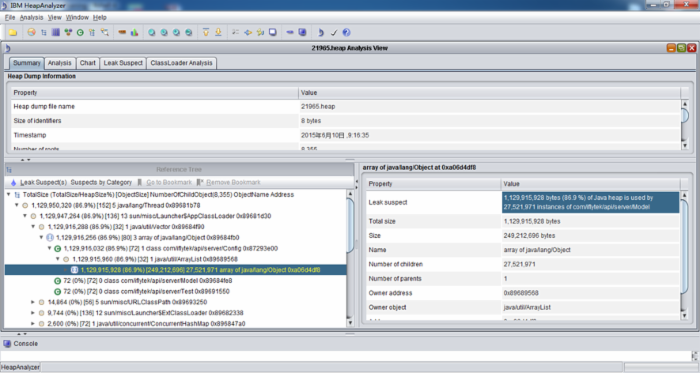 IBM HeapAnalyzer
File Analysis View Window Help
21965.heap Analysis View
Summary Analysis Chart Leak Suspect ClassLoader Analysis
Heap Dump Information
Property Value
Heap dump file name 21965.heap
Size of identifiers 8 bytes
Timestamp 2015年6月10日 ,9:16:35
Number of roots 8,355
Reference Tree
Leak Suspect(s) Suspects by Category Go to Bookmark Remove Bookmark
TotalSize (TotalSize/HeapSize%) [ObjectSize] NumberOfChildObject(8,355) ObjectName Address
1,129,950,320 (86.9%) [152] 5 java/lang/Thread 0x89681b78
1,129,947,264 (86.9%) [136] 13 sun/misc/Launcher$AppClassLoader 0x89681d30
1,129,916,288 (86.9%) [32] 1 java/util/Vector 0x89684f90
1,129,915,256 (86.9%) [80] 3 array of java/lang/Object 0x89684fb0
1,129,915,032 (86.9%) [72] 1 class com/iflytek/api/server/Config 0x87293e00
1,129,915,960 (86.9%) [32] 1 java/util/ArrayList 0x89689568
1,129,915,928 (86.9%) [249,212,696] 27,521,971 array of java/lang/Object 0xa06d4df8
72 (0%) [72] 0 class com/iflytek/api/server/Model 0x89684fe8
72 (0%) [72] 0 class com/iflytek/api/server/Test 0x89691550
14,864 (0%) [56] 5 sun/misc/URLClassPath 0x89693250
9,744 (0%) [136] 12 sun/misc/Launcher$ExtClassLoader 0x89682338
2,600 (0%) [72] 1 java/util/concurrent/ConcurrentHashMap 0x896847a0
array of java/lang/Object at 0xa06d4df8
Property Value
Leak suspect 1,129,915,928 bytes (86.9 %) of Java heap is used by
27,521,971 instances of com/iflytek/api/server/Model
Total size 1,129,915,928 bytes
Size 249,212,696 bytes
Name array of java/lang/Object
Number of children 27,521,971
Number of parents 1
Owner address 0x89689568
Owner object java/util/ArrayList
Console
HeapAnalyzer